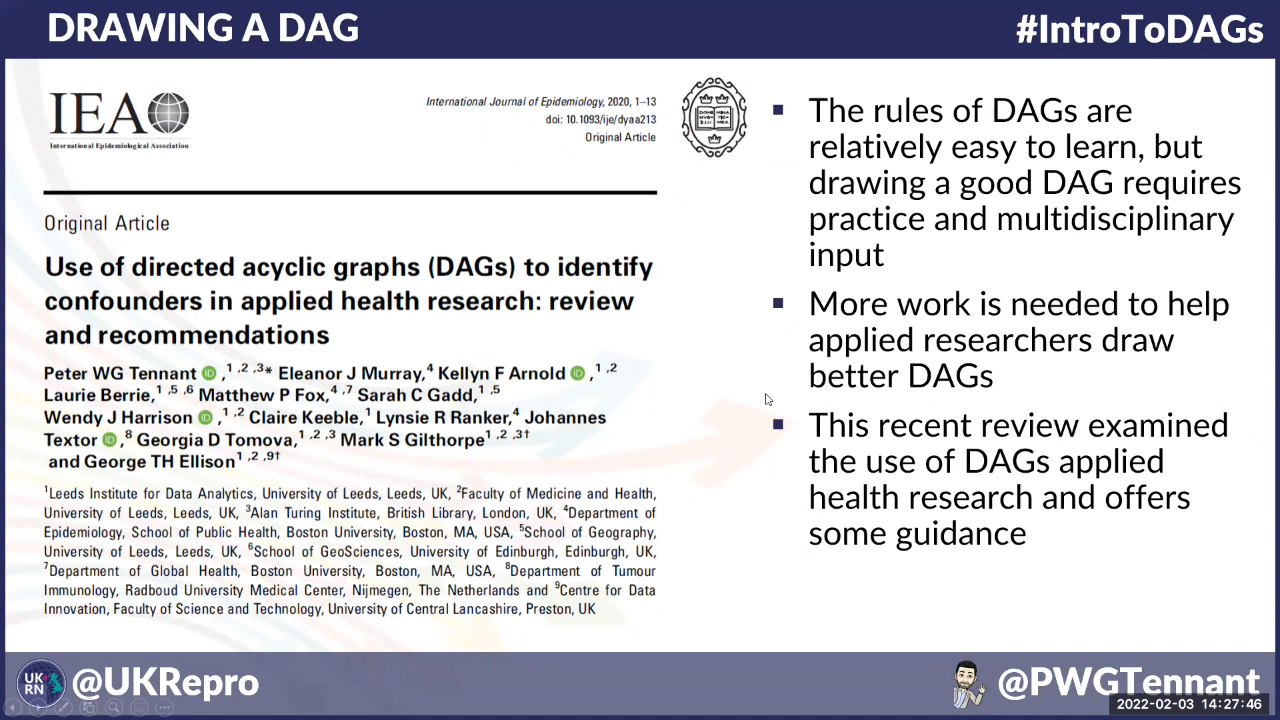 DRAWING A DAG
#IntroToDAGs
IEA
International Epidemiological Association
International Journal of Epidemiology, 2020, 1–13
doi: 10.1093/ije/dyaa213
Original Article
Original Article
Use of directed acyclic graphs (DAGs) to identify
confounders in applied health research: review
and recommendations
Peter WG Tennant iD ,1,2,3* Eleanor J Murray,4 Kellyn F Arnold iD ,1,2
Laurie Berrie,1,5,6 Matthew P Fox,4,7 Sarah C Gadd,1,5
Wendy J Harrison iD ,1,2 Claire Keeble,1 Lynsie R Ranker,4 Johannes
Textor iD ,8 Georgia D Tomova,1,2,3 Mark S Gilthorpe1,2,3†
and George TH Ellison1,2,9†
1Leeds Institute for Data Analytics, University of Leeds, Leeds, UK, 2Faculty of Medicine and Health,
University of Leeds, Leeds, UK, 3Alan Turing Institute, British Library, London, UK, 4Department of
Epidemiology, School of Public Health, Boston University, Boston, MA, USA, 5School of Geography,
University of Leeds, Leeds, UK, 6School of GeoSciences, University of Edinburgh, Edinburgh, UK,
7Department of Global Health, Boston University, Boston, MA, USA, 8Department of Tumour
Immunology, Radboud University Medical Center, Nijmegen, The Netherlands and 9Centre for Data
Innovation, Faculty of Science and Technology, University of Central Lancashire, Preston, UK
▪ The rules of DAGs are
relatively easy to learn, but
drawing a good DAG requires
practice and multidisciplinary
input
▪ More work is needed to help
applied researchers draw
better DAGs
▪ This recent review examined
the use of DAGs applied
health research and offers
some guidance
UK
RN
@UKRepro
@PWGTennant
2022-02-03 14:27:46